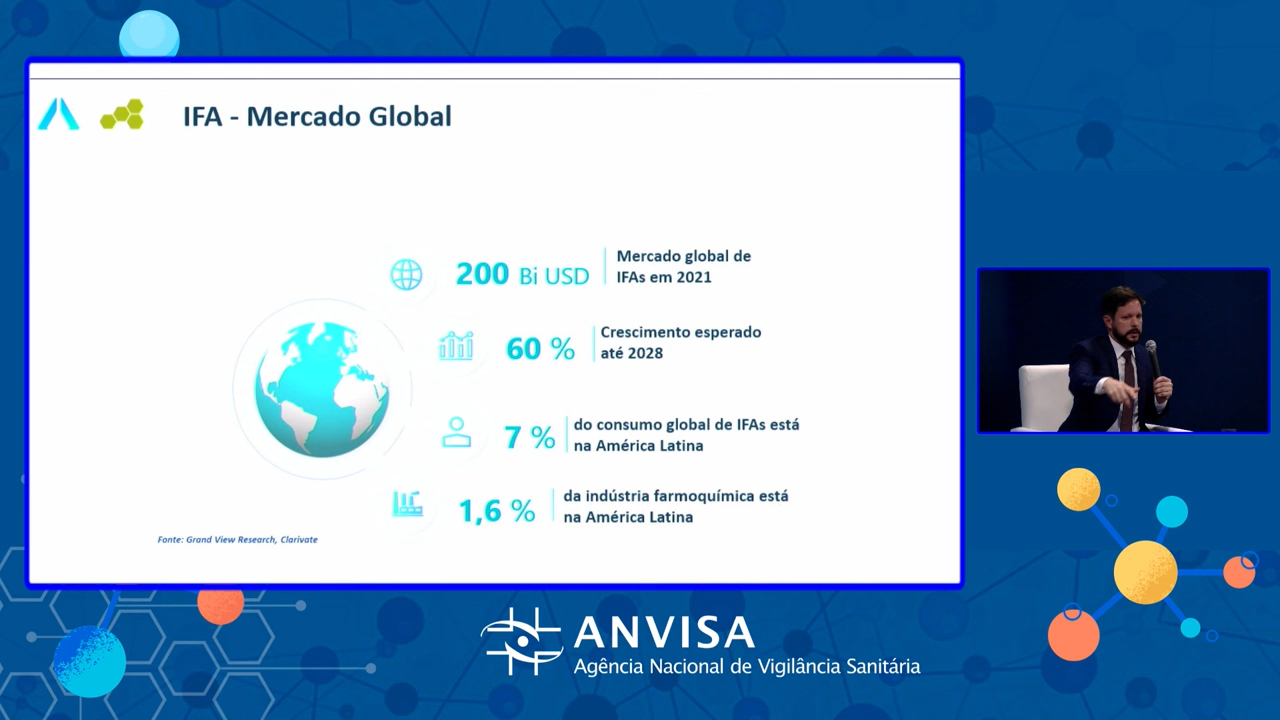 IFA - Mercado Global
200 Bi USD
Mercado global de
IFAs em 2021
60 %
Crescimento esperado
até 2028
7 %
do consumo global de IFAs está
na América Latina
1,6 %
da indústria farmoquímica está
na América Latina
Fonte: Grand View Research, Clarivate
ANVISA
Agência Nacional de Vigilância Sanitária